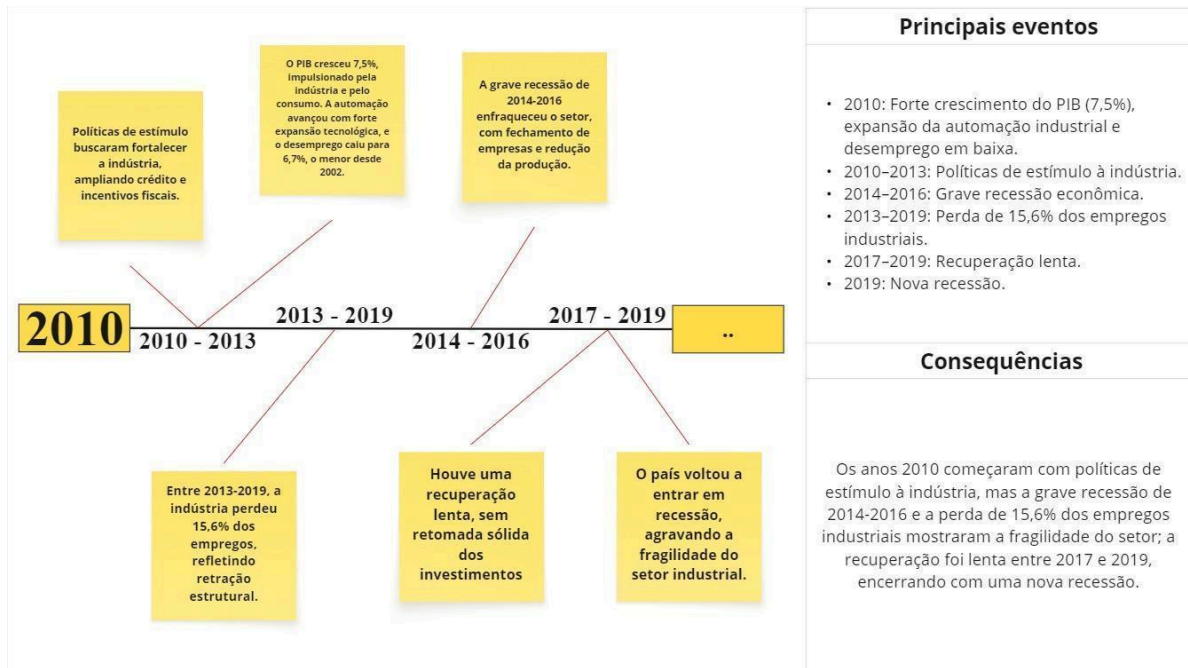 Políticas de estímulo
buscaram fortalecer
a indústria,
ampliando crédito e
incentivos fiscais.
O PIB cresceu 7,5%,
impulsionado pela
indústria e pelo
consumo. A automação
avançou com forte
expansão tecnológica, e
o desemprego caiu para
6,7%, o menor desde
2002.
A grave recessão de
2014-2016
enfraqueceu o setor,
com fechamento de
empresas e redução
da produção.
2010
2010 - 2013
2013 - 2019
2014 - 2016
2017 - 2019
..
Entre 2013-2019, a
indústria perdeu
15,6% dos
empregos,
refletindo
retração
estrutural.
Houve uma
recuperação
lenta, sem
retomada sólida
dos
investimentos
O país voltou a
entrar em
recessão,
agravando a
fragilidade do
setor industrial.
Principais eventos
• 2010: Forte crescimento do PIB (7,5%),
expansão da automação industrial e
desemprego em baixa.
• 2010–2013: Políticas de estímulo à indústria.
• 2014–2016: Grave recessão econômica.
• 2013–2019: Perda de 15,6% dos empregos
industriais.
• 2017–2019: Recuperação lenta.
• 2019: Nova recessão.
Consequências
Os anos 2010 começaram com políticas de
estímulo à indústria, mas a grave recessão de
2014-2016 e a perda de 15,6% dos empregos
industriais mostraram a fragilidade do setor; a
recuperação foi lenta entre 2017 e 2019,
encerrando com uma nova recessão.